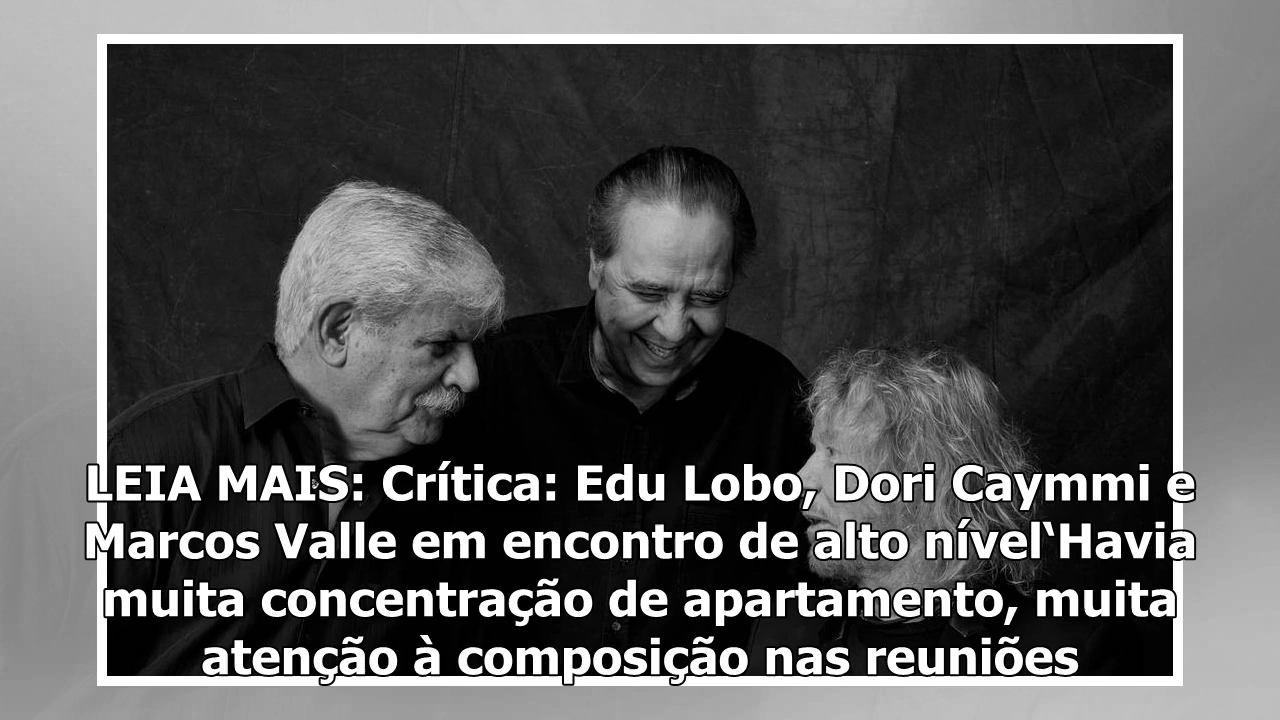 LEIA MAIS: Crítica: Edu Lobo, Dori Caymmi e
Marcos Valle em encontro de alto nível‘Havia
muita concentração de apartamento, muita
atenção à composição nas reuniões